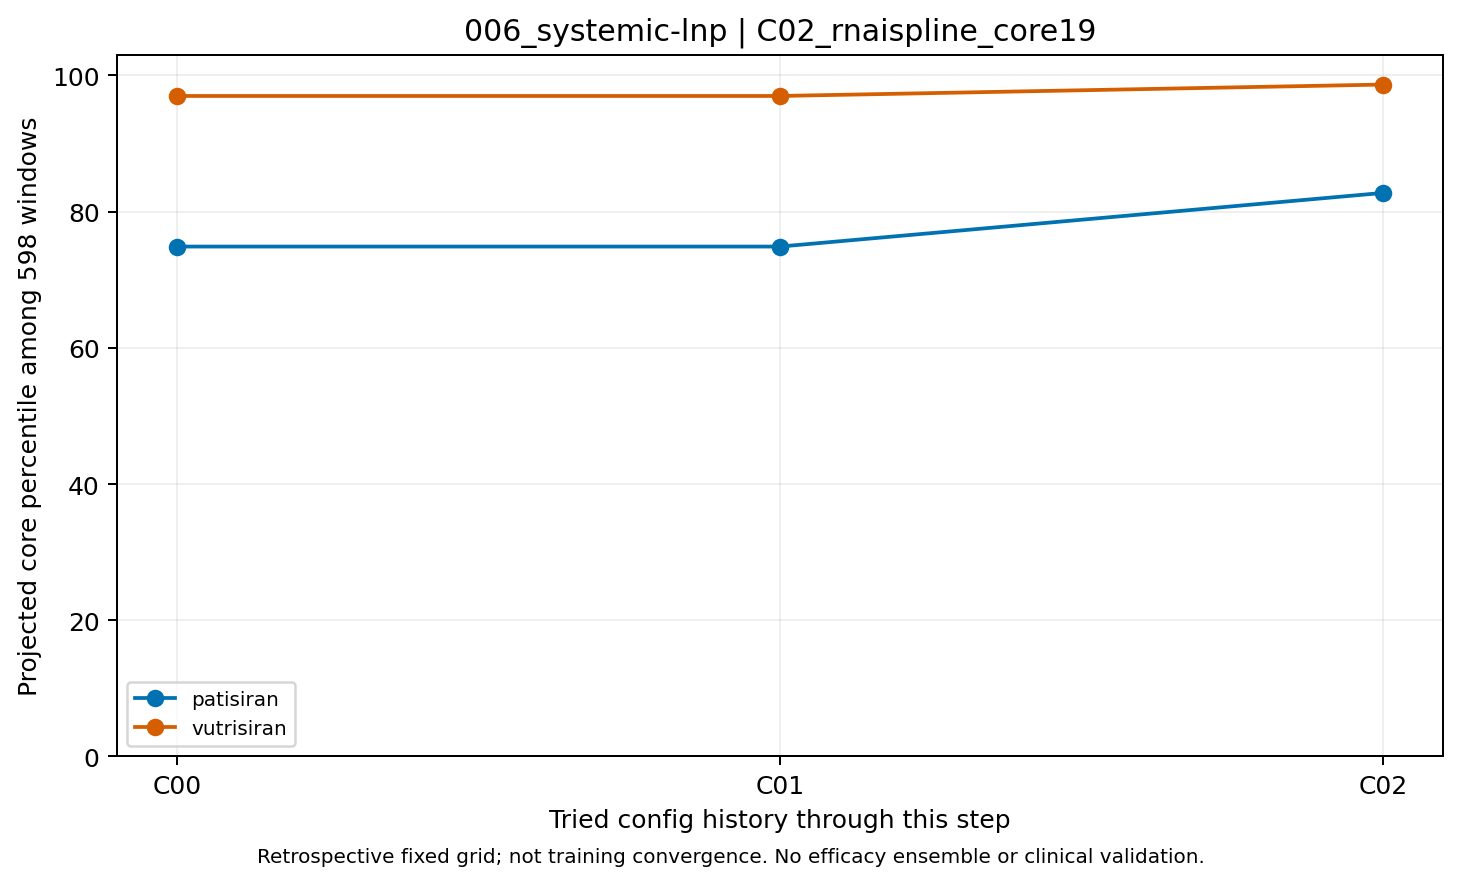 006_systemic-lnp | C02_rnaispline_core19
Projected core percentile among 598 windows
100
80
60
40
20
0
patisiran
vutrisiran
C00
C01
C02
Tried config history through this step
Retrospective fixed grid; not training convergence. No efficacy ensemble or clinical validation.